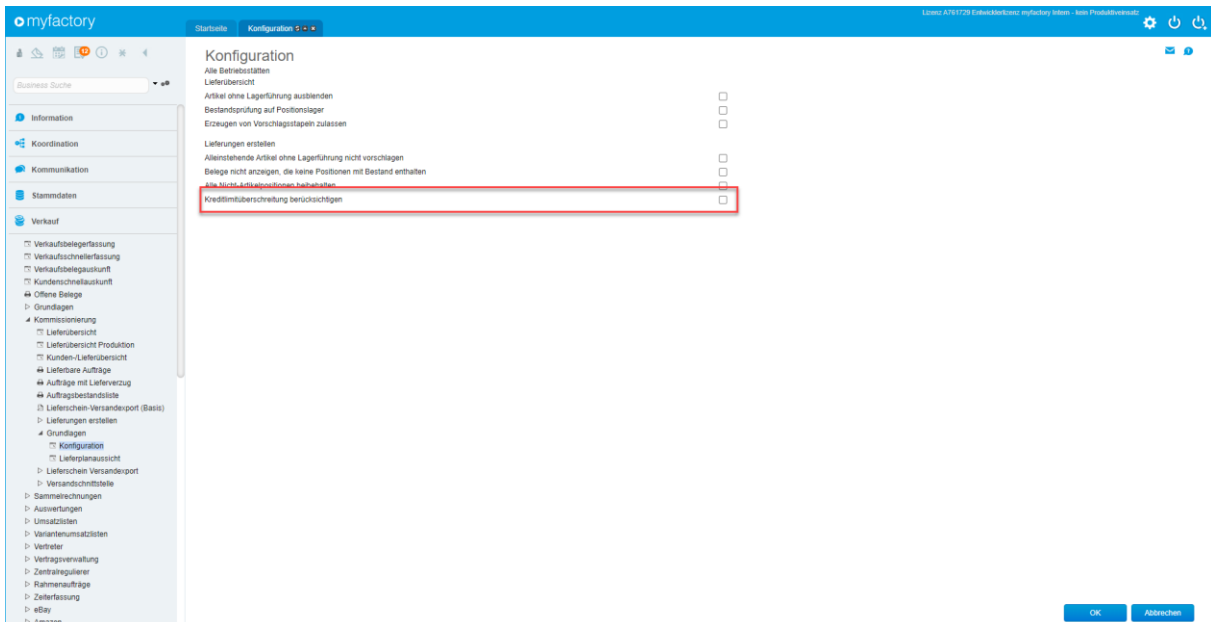 myfactory
Startseite
Konfiguration
Lizenz A761729 Entwicklerlizenz myfactory Intern - kein Produktiveinsatz
Business Suche
Information
Koordination
Kommunikation
Stammdaten
Verkauf
Verkaufsbelegerfassung
Verkaufsschnellerfassung
Verkaufsbelegauskunft
Kundenschnellauskunft
Offene Belege
Grundlagen
Kommissionierung
Lieferübersicht
Lieferübersicht Produktion
Kunden-/Lieferübersicht
Lieferbare Aufträge
Aufträge mit Lieferverzug
Auftragsbestandsliste
Lieferschein-Versandexport (Basis)
Lieferungen erstellen
Grundlagen
Konfiguration
Lieferplanaussicht
Lieferschein Versandexport
Versandschnittstelle
Sammelrechnungen
Auswertungen
Umsatzlisten
Variantenumsatzlisten
Vertreter
Vertragsverwaltung
Zentralregulierer
Rahmenaufträge
Zeiterfassung
eBay
Amazon
Konfiguration
Alle Betriebsstätten
Lieferübersicht
Artikel ohne Lagerführung ausblenden
Bestandsprüfung auf Positionslager
Erzeugen von Vorschlagsstapeln zulassen
Lieferungen erstellen
Alleinstehende Artikel ohne Lagerführung nicht vorschlagen
Belege nicht anzeigen, die keine Positionen mit Bestand enthalten
Alle Nicht-Artikelpositionen beibehalten
Kreditlimitüberschreitung berücksichtigen
OK
Abbrechen